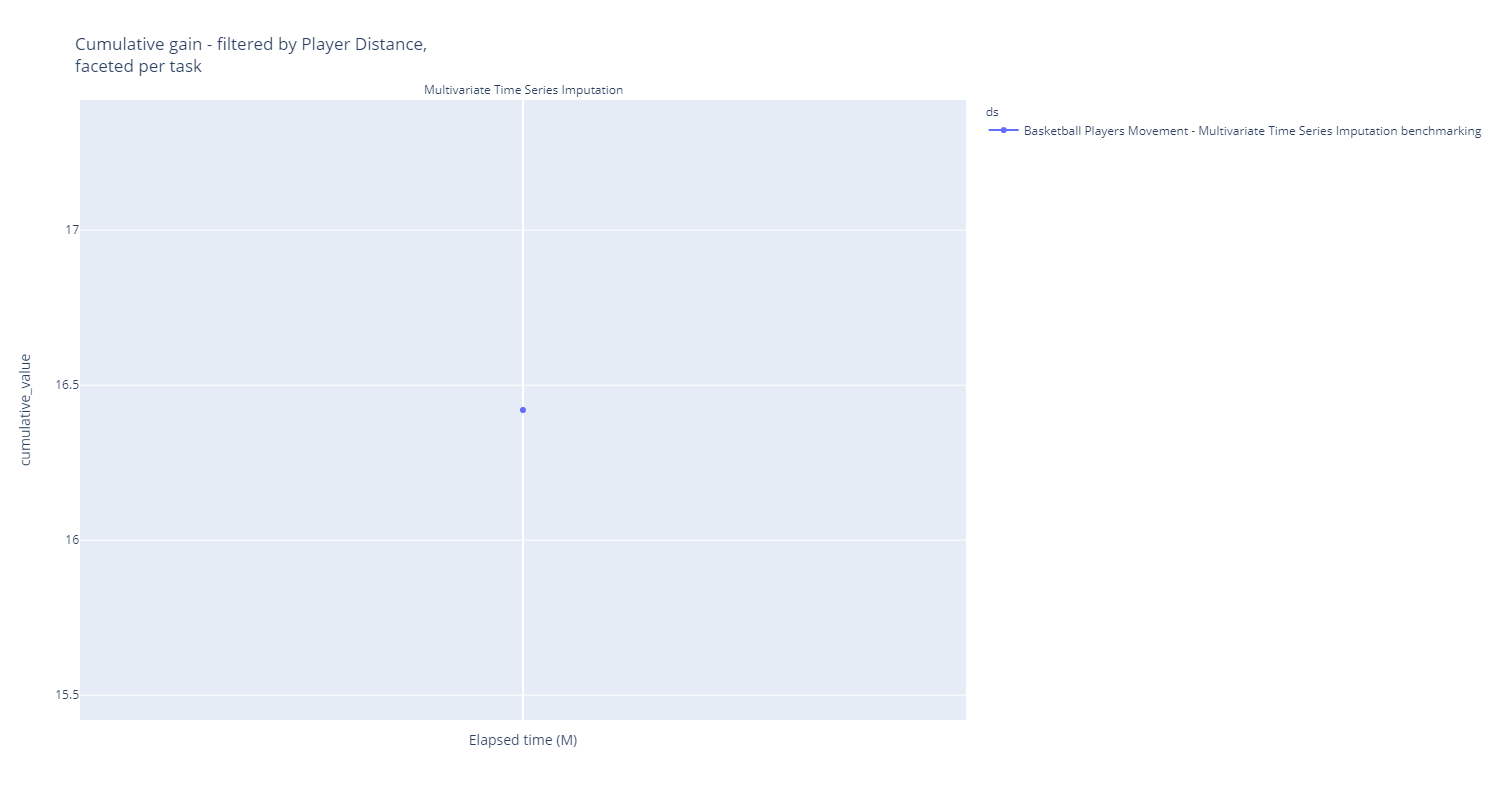 Cumulative gain - filtered by Player Distance,
faceted per task
Multivariate Time Series Imputation
ds
Basketball Players Movement - Multivariate Time Series Imputation benchmarking
17
16.5
16
15.5
cumulative_value
Elapsed time (M)